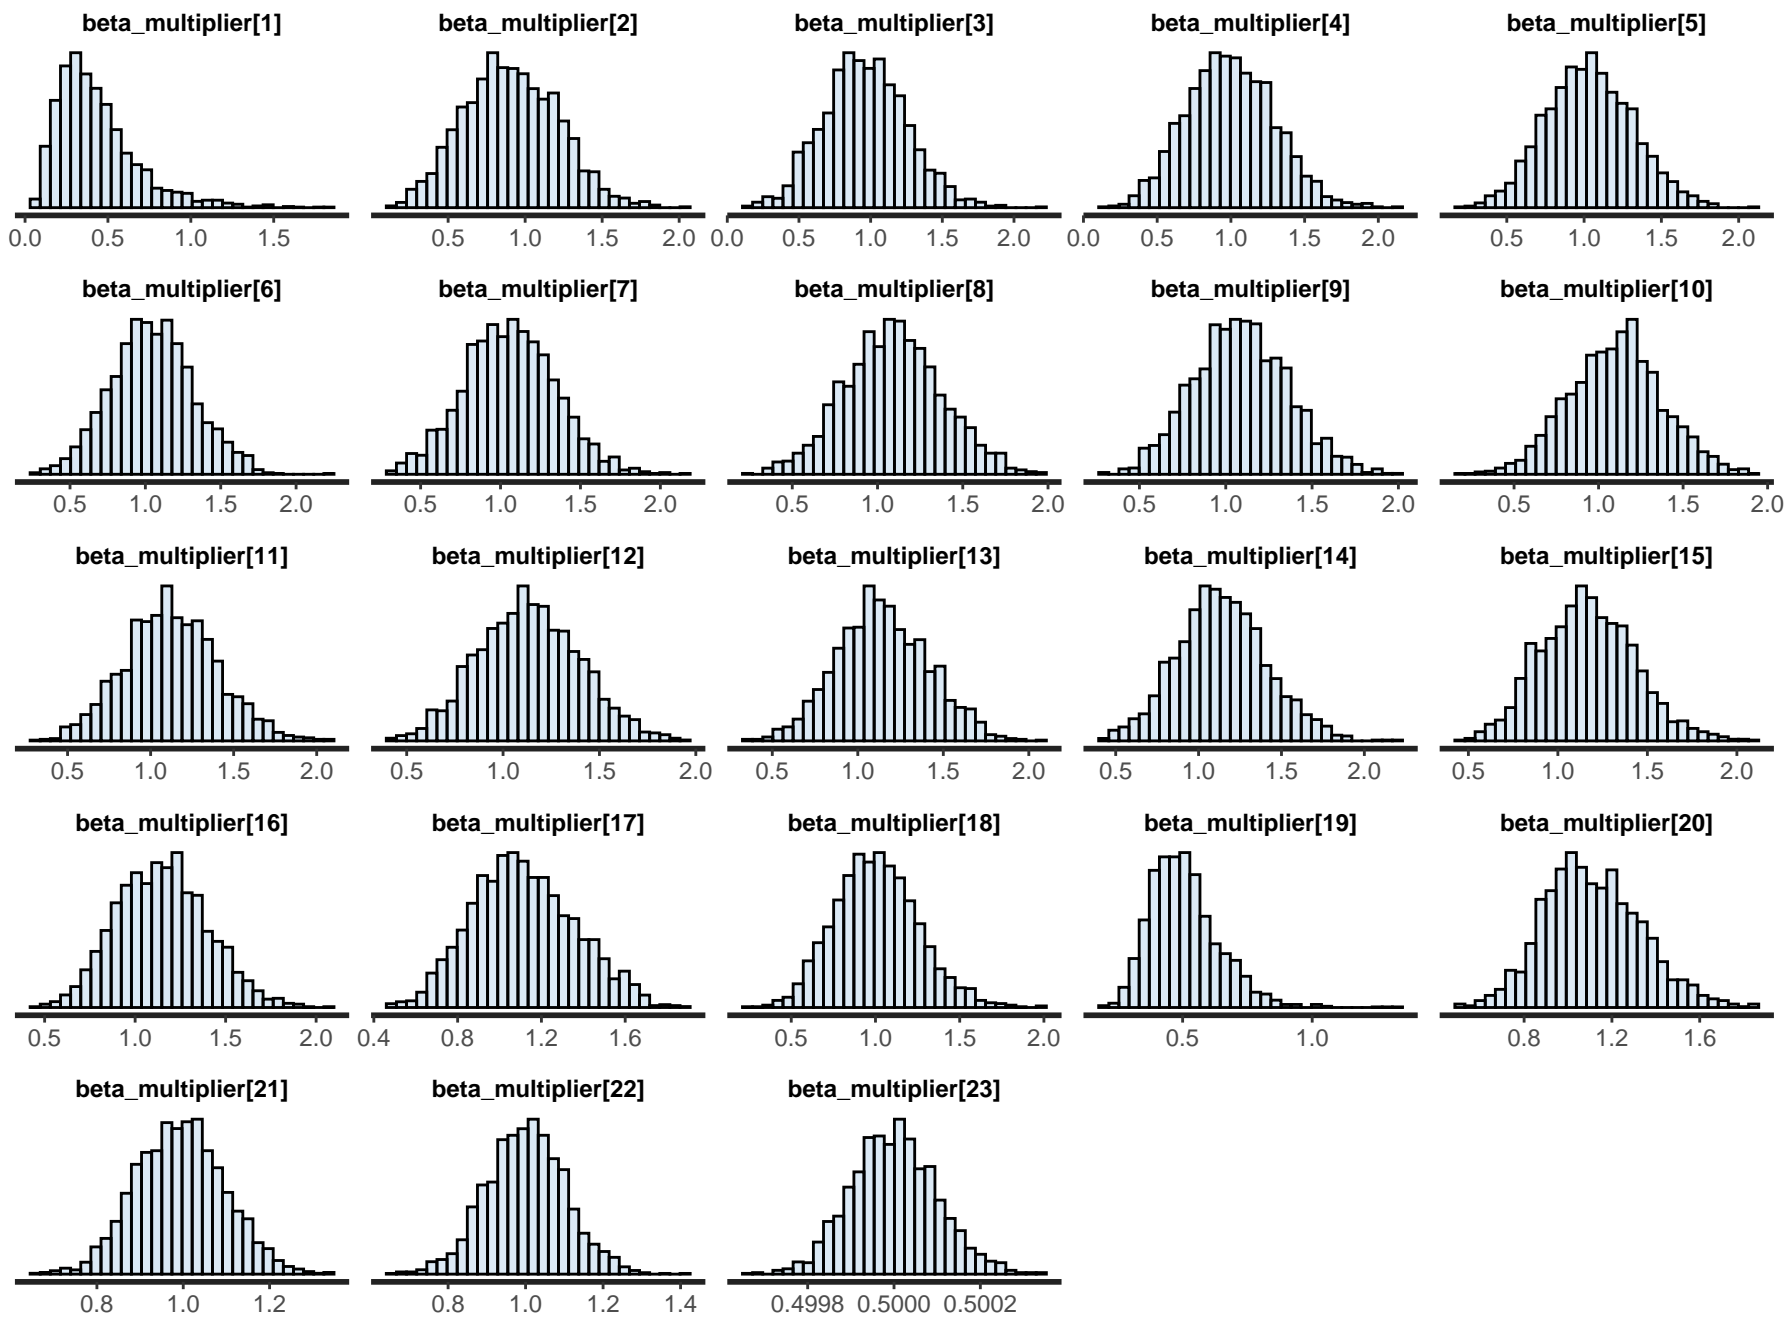 beta_multiplier[1] beta_multiplier[2] beta_multiplier[3] beta_multiplier[4] beta_multiplier[5]
0.0 0.5 1.0 1.5 0.5 1.0 1.5 2.0 0.0 0.5 1.0 1.5 2.0 0.0 0.5 1.0 1.5 2.0 0.5 1.0 1.5 2.0
beta_multiplier[6] beta_multiplier[7] beta_multiplier[8] beta_multiplier[9] beta_multiplier[10]
0.5 1.0 1.5 2.0 0.5 1.0 1.5 2.0 0.5 1.0 1.5 2.0 0.5 1.0 1.5 2.0 0.5 1.0 1.5 2.0
beta_multiplier[11] beta_multiplier[12] beta_multiplier[13] beta_multiplier[14] beta_multiplier[15]
0.5 1.0 1.5 2.0 0.5 1.0 1.5 2.0 0.5 1.0 1.5 2.0 0.5 1.0 1.5 2.0 0.5 1.0 1.5 2.0
beta_multiplier[16] beta_multiplier[17] beta_multiplier[18] beta_multiplier[19] beta_multiplier[20]
0.5 1.0 1.5 2.0 0.4 0.8 1.2 1.6 0.5 1.0 1.5 2.0 0.5 1.0 0.8 1.2 1.6
beta_multiplier[21] beta_multiplier[22] beta_multiplier[23]
0.8 1.0 1.2 0.8 1.0 1.2 1.4 0.4998 0.5000 0.5002